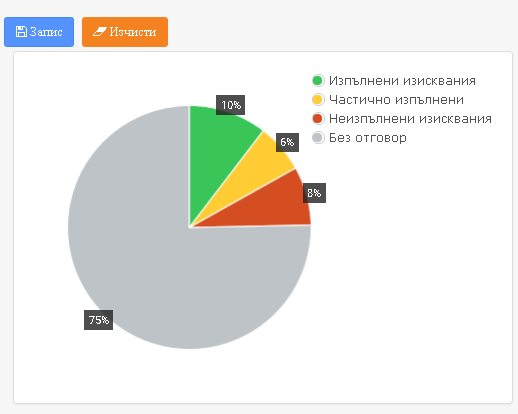 Запис
Изчисти
Изпълнени изисквания
Частично изпълнени
Неизпълнени изисквания
Без отговор
10%
6%
8%
75%